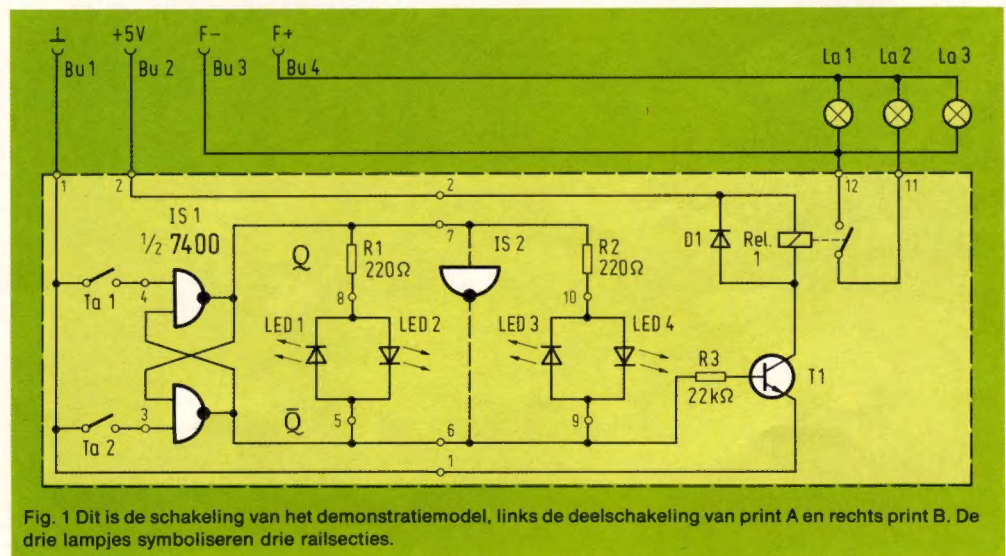 ⊥ +5V F- F+
Bu 1 Bu 2 Bu 3 Bu 4
La 1 La 2 La 3
1 2 2 12 11
IS 1
½ 7400
Q
7
R1
220Ω
IS 2
R2
220Ω
D1
Rel.
1
Ta 1
4
8
10
LED 1
LED 2
LED 3
LED 4
R3
22kΩ
T1
Ta 2
3
Q̅
5
6
9
1
Fig. 1 Dit is de schakeling van het demonstratiemodel, links de deelschakeling van print A en rechts print B. De
drie lampjes symboliseren drie railsecties.